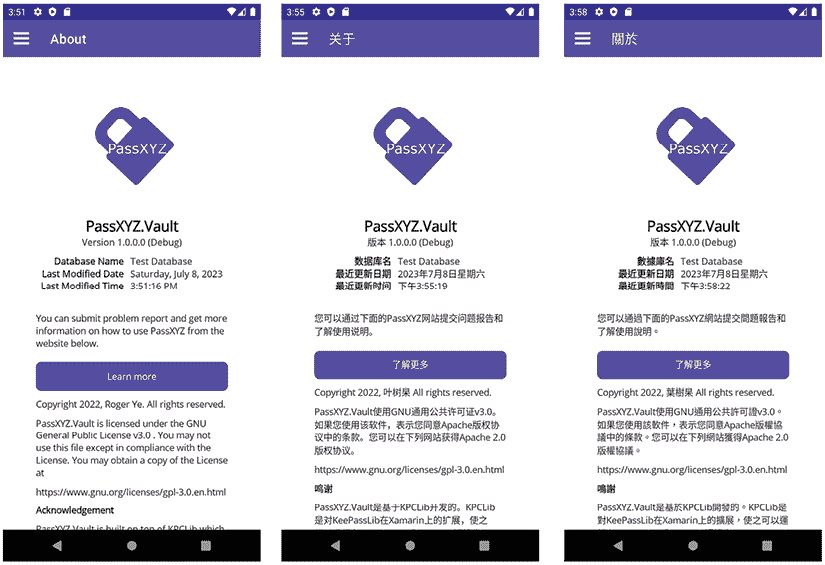 3:51
About
PassXYZ
PassXYZ.Vault
Version 1.0.0.0 (Debug)
Database Name Test Database
Last Modified Date Saturday, July 8, 2023
Last Modified Time 3:51:16 PM
You can submit problem report and get more
information on how to use PassXYZ from the
website below.
Learn more
Copyright 2022, Roger Ye. All rights reserved.
PassXYZ.Vault is licensed under the GNU
General Public License v3.0 . You may not
use this file except in compliance with the
License. You may obtain a copy of the License
at
https://www.gnu.org/licenses/gpl-3.0.en.html
Acknowledgement
PassXYZ.Vault is built on top of KPCLib which
3:55
关于
PassXYZ
PassXYZ.Vault
版本 1.0.0.0 (Debug)
数据库名 Test Database
最近更新日期 2023年7月8日星期六
最近更新时间 下午3:55:19
您可以通过下面的PassXYZ网站提交问题报告和
了解使用说明。
了解更多
Copyright 2022, 叶树杲 All rights reserved.
PassXYZ.Vault使用GNU通用公共许可证v3.0。
如果您使用该软件，表示您同意Apache版权协
议中的条款。您可以在下列网站获得Apache 2.0
版权协议。
https://www.gnu.org/licenses/gpl-3.0.en.html
鸣谢
PassXYZ.Vault是基于KPCLib开发的。KPCLib
是对KeePassLib在Xamarin上的扩展，使之
3:58
關於
PassXYZ
PassXYZ.Vault
版本 1.0.0.0 (Debug)
數據庫名 Test Database
最近更新日期 2023年7月8日星期六
最近更新時間 下午3:58:22
您可以通過下面的PassXYZ網站提交問題報告和
了解使用說明。
了解更多
Copyright 2022, 葉樹杲 All rights reserved.
PassXYZ.Vault使用GNU通用公共許可證v3.0。
如果您使用該軟件，表示您同意Apache版權協
議中的條款。您可以在下列網站獲得Apache 2.0
版權協議。
https://www.gnu.org/licenses/gpl-3.0.en.html
鳴謝
PassXYZ.Vault是基於KPCLib開發的。KPCLib是
對KeePassLib在Xamarin上的擴展，使之可以運